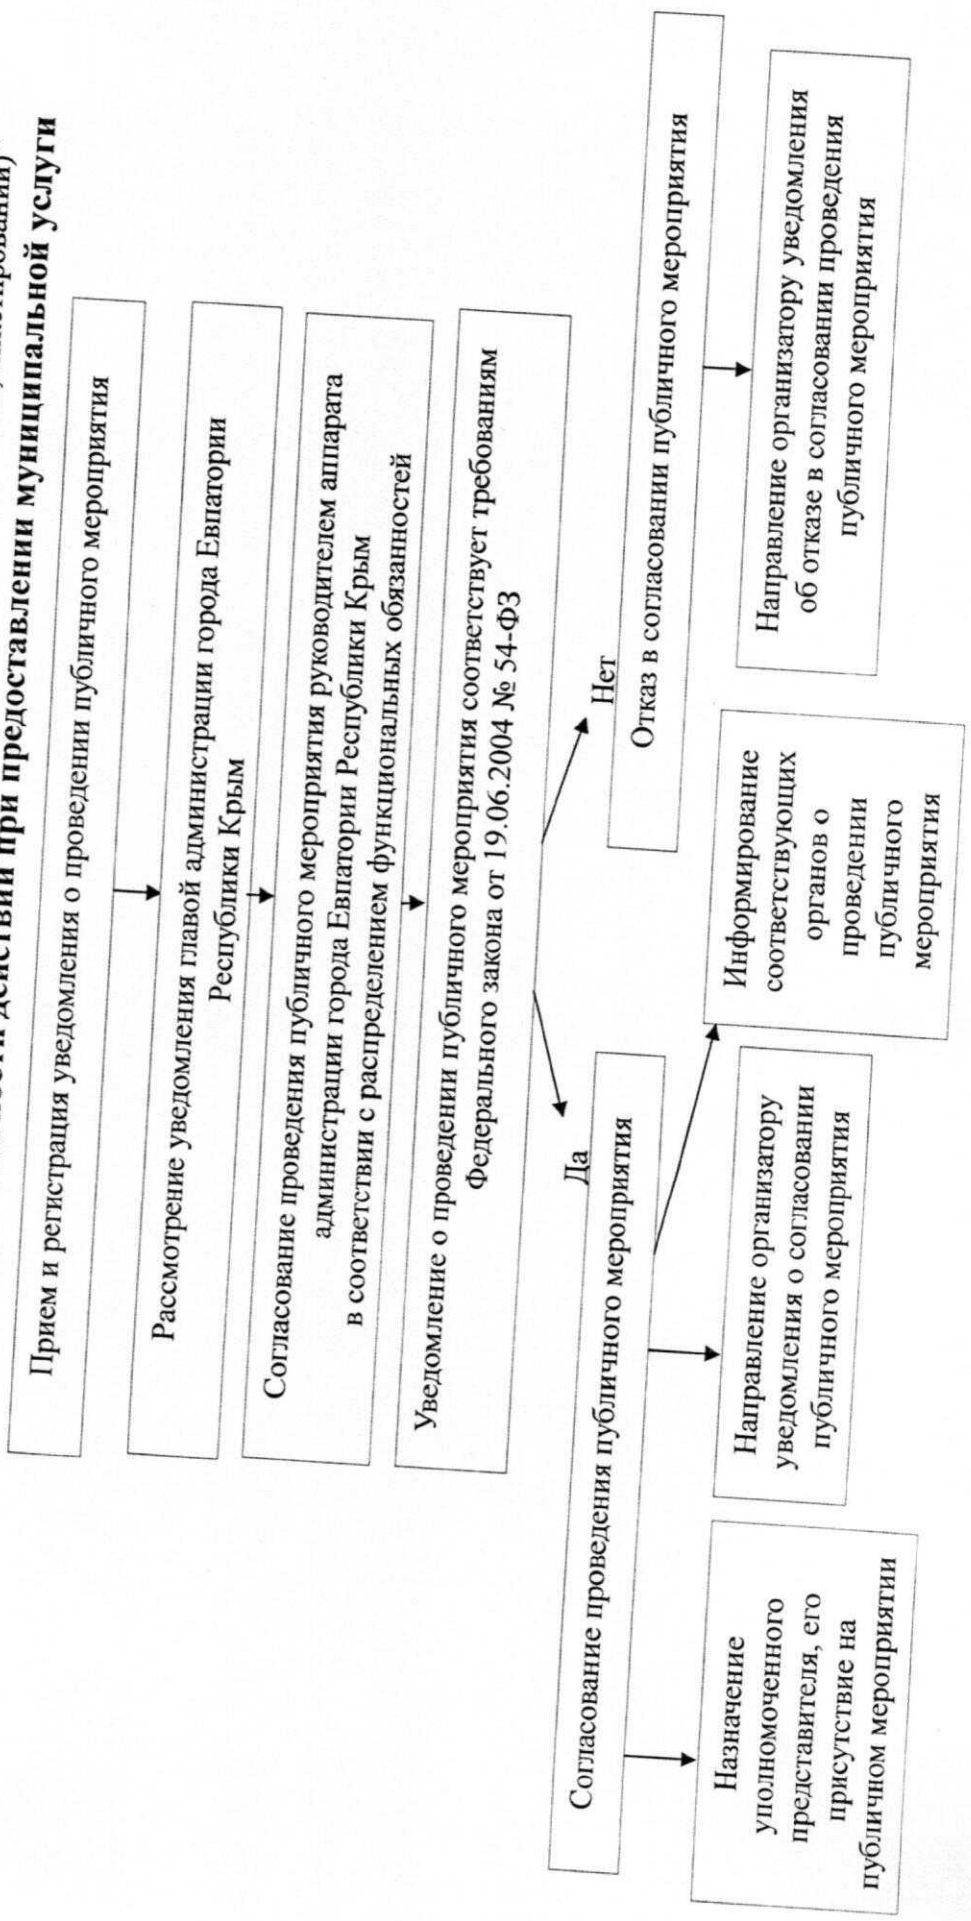 действий при предоставлении муниципальной услуги
Прием и регистрация уведомления о проведении публичного мероприятия
Рассмотрение уведомления главой администрации города Евпатории
Республики Крым
Согласование проведения публичного мероприятия руководителем аппарата
администрации города Евпатории Республики Крым
в соответствии с распределением функциональных обязанностей
Уведомление о проведении публичного мероприятия соответствует требованиям
Федерального закона от 19.06.2004 № 54-ФЗ
Да
Нет
Согласование проведения публичного мероприятия
Отказ в согласовании публичного мероприятия
Назначение
уполномоченного
представителя, его
присутствие на
публичном мероприятии
Направление организатору
уведомления о согласовании
публичного мероприятия
Информирование
соответствующих
органов о
проведении
публичного
мероприятия
Направление организатору уведомления
об отказе в согласовании проведения
публичного мероприятия